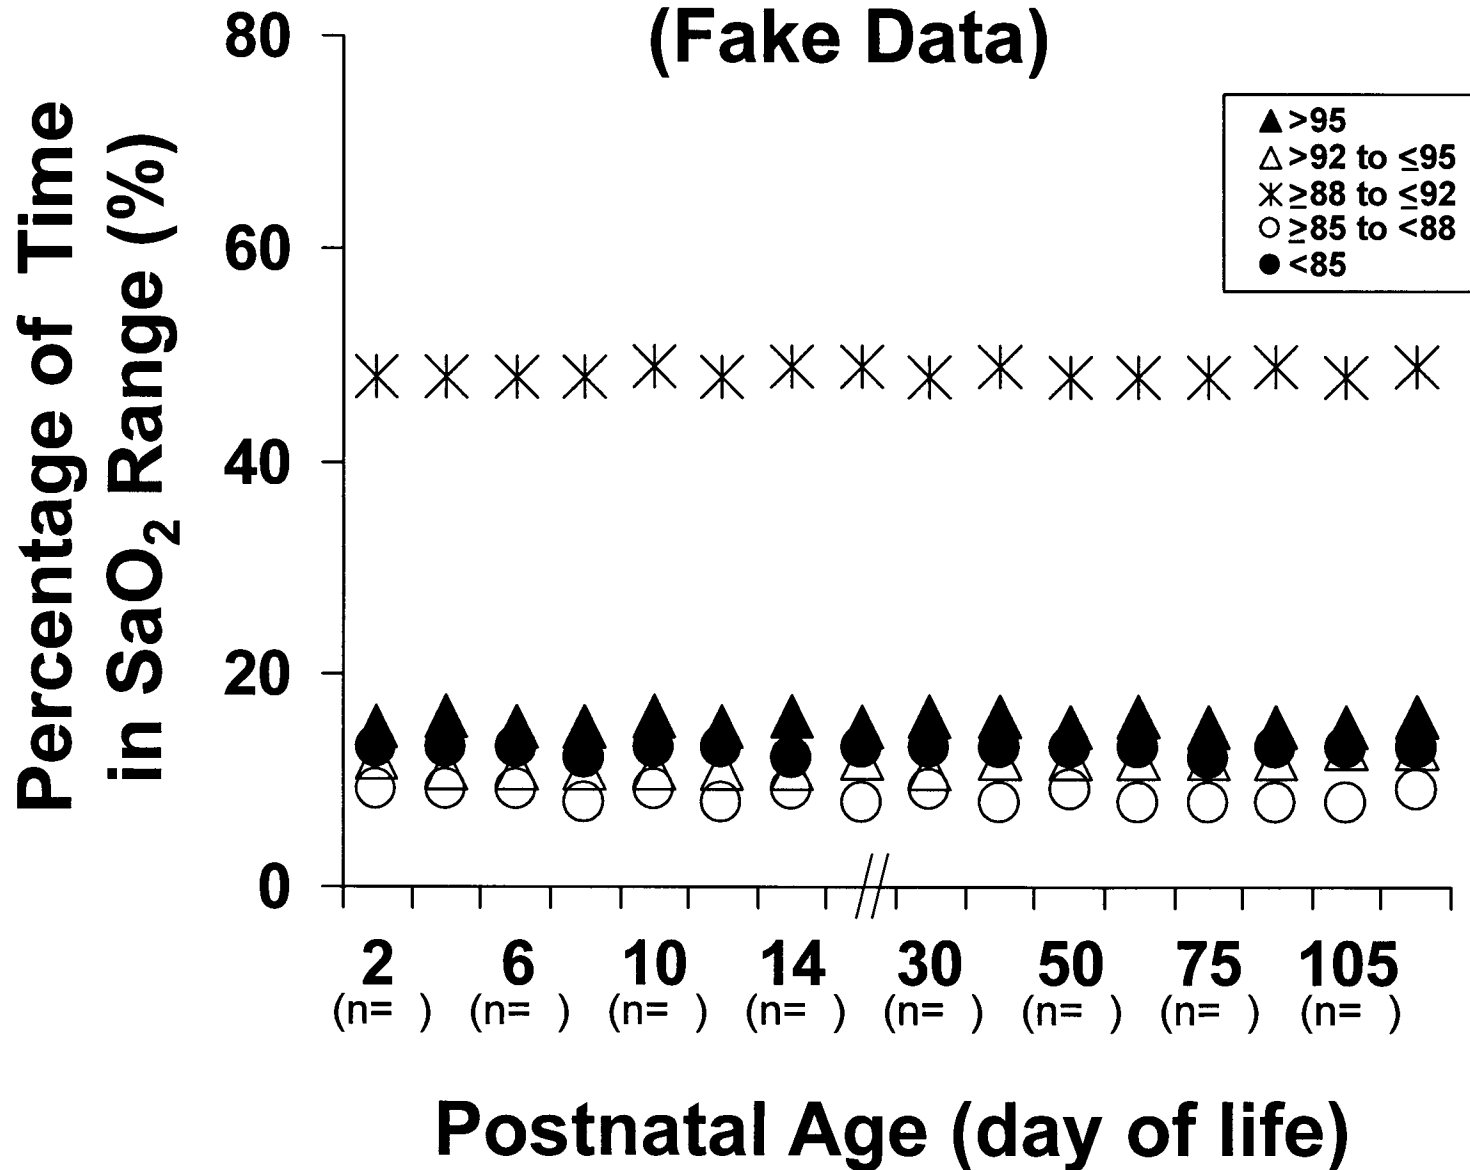 (Fake Data)
80
60
40
20
0
Percentage of Time
in SaO₂ Range (%)
>95
>92 to ≤95
≥88 to ≤92
≥85 to <88
<85
2 6 10 14 30 50 75 105
(n= ) (n= ) (n= ) (n= ) (n= ) (n= ) (n= ) (n= )
Postnatal Age (day of life)